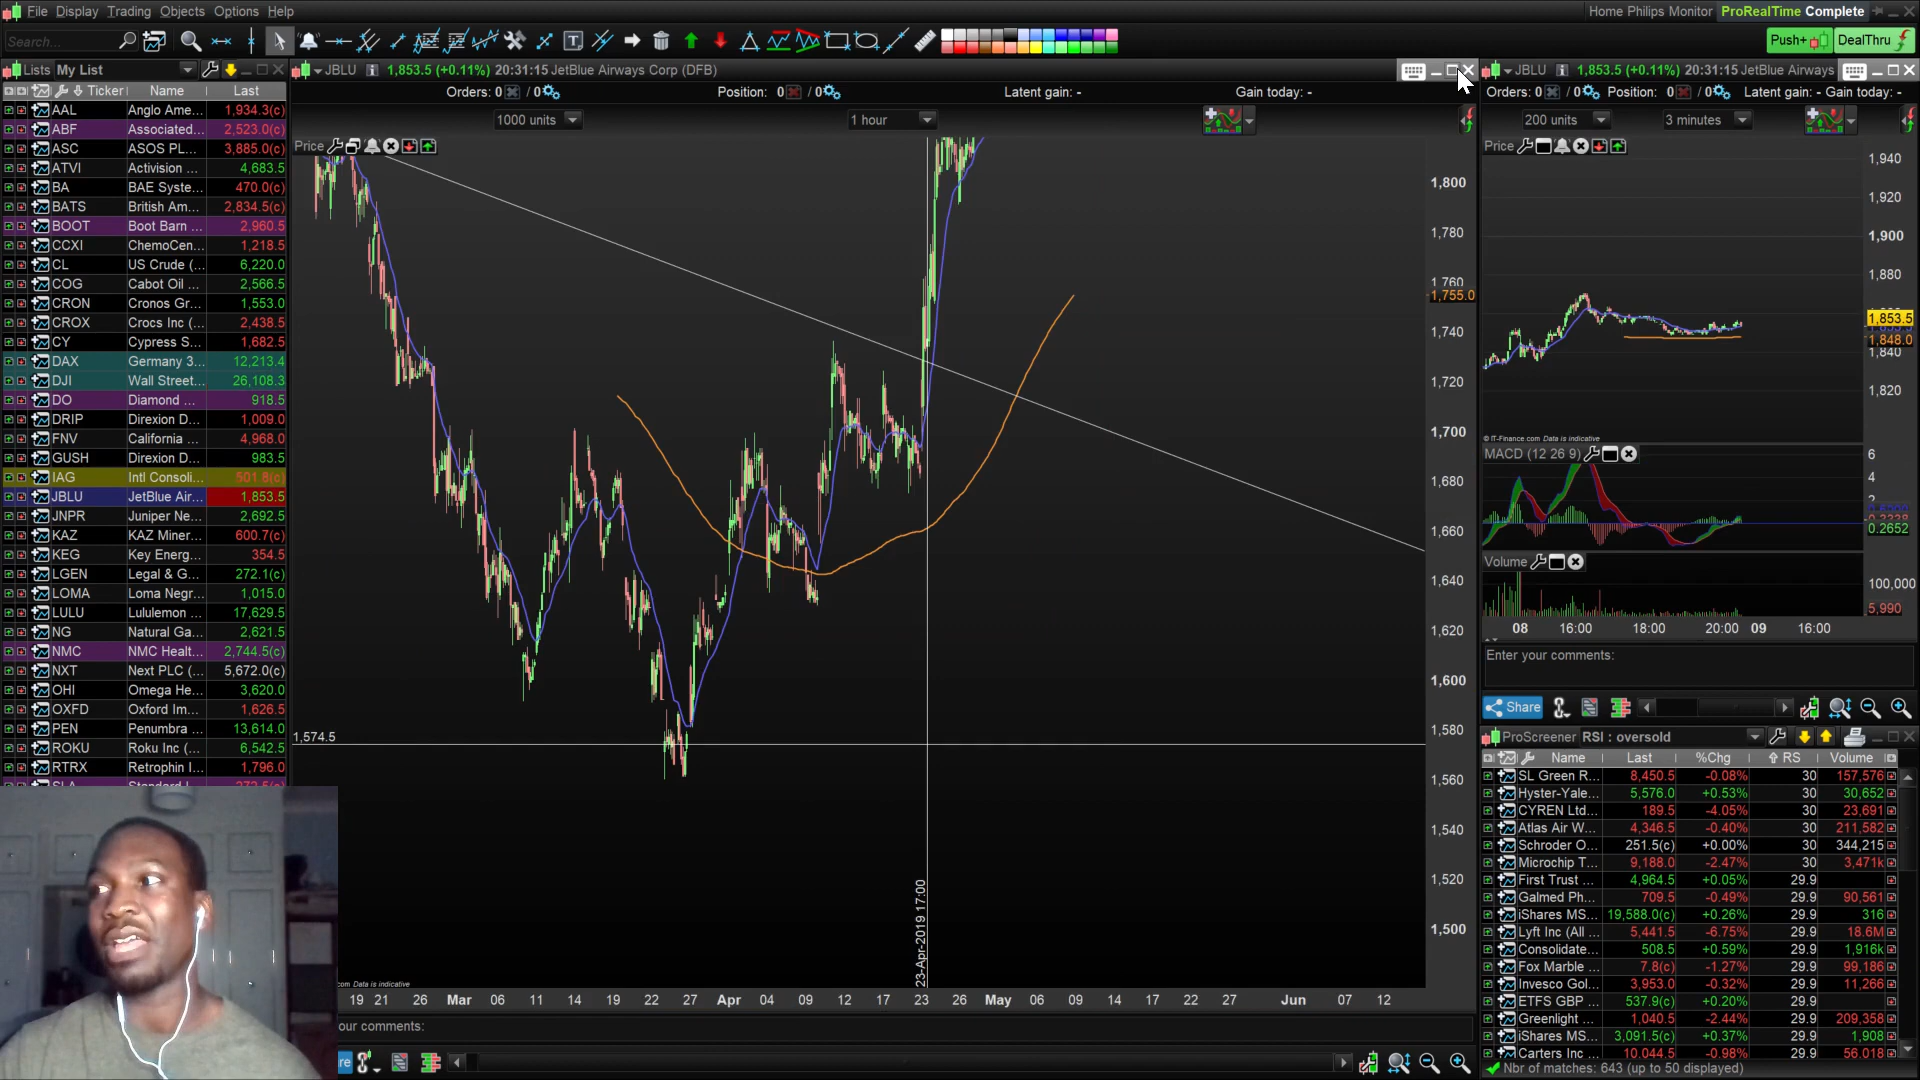 File Display Trading Objects Options Help
Home Philips Monitor ProRealTime Complete
Search...
Push+ DealThru
Lists My List
Ticker Name Last
AAL Anglo Ame... 1,934.3(c)
ABF Associated... 2,523.0(c)
ASC ASOS PL... 3,885.0(c)
ATVI Activision ... 4,683.5
BA BAE Syste... 470.0(c)
BATS British Am... 2,834.5(c)
BOOT Boot Barn ... 2,960.5
CCXI ChemoCen... 1,218.5
CL US Crude (... 6,220.0
COG Cabot Oil ... 2,566.5
CRON Cronos Gr... 1,553.0
CROX Crocs Inc (... 2,438.5
CY Cypress S... 1,682.5
DAX Germany 3... 12,213.4
DJI Wall Street... 26,108.3
DO Diamond ... 918.5
DRIP Direxion D... 1,009.0
FNV California ... 4,968.0
GUSH Direxion D... 983.5
IAG Intl Consoli... 501.8(c)
JBLU JetBlue Air... 1,853.5
JNPR Juniper Ne... 2,692.5
KAZ KAZ Miner... 600.7(c)
KEG Key Energ... 354.5
LGEN Legal & G... 272.1(c)
LOMA Loma Negr... 1,015.0
LULU Lululemon ... 17,629.5
NG Natural Ga... 2,621.5
NMC NMC Healt... 2,744.5(c)
NXT Next PLC (... 5,672.0(c)
OHI Omega He... 3,620.0
OXFD Oxford Im... 1,626.5
PEN Penumbra ... 13,614.0
ROKU Roku Inc (... 6,542.5
RTRX Retrophin I... 1,796.0
JBLU 1,853.5 (+0.11%) 20:31:15 JetBlue Airways Corp (DFB)
Orders: 0 / 0 Position: 0 / 0 Latent gain: - Gain today: -
1000 units 1 hour
Price
1,800
1,780
1,760
1,755.0
1,740
1,720
1,700
1,680
1,660
1,640
1,620
1,600
1,580
1,560
1,540
1,520
1,500
1,574.5
23-Apr-2019 17:00
com Data is indicative
19 21 26 Mar 06 11 14 19 22 27 Apr 04 09 12 17 23 26 May 06 09 14 17 22 27 Jun 07 12
our comments:
JBLU 1,853.5 (+0.11%) 20:31:15 JetBlue Airways
Orders: 0 / 0 Position: 0 / 0 Latent gain: - Gain today: -
200 units 3 minutes
Price
1,940
1,920
1,900
1,880
1,853.5
1,848.0
1,840
1,820
© IT-Finance.com Data is indicative
MACD (12 26 9)
6
4
2
0.2652
Volume
100,000
5,990
08 16:00 18:00 20:00 09 16:00
Enter your comments:
Share
ProScreener RSI : oversold
Name Last %Chg RS Volume
SL Green R... 8,450.5 -0.08% 30 157,576
Hyster-Yale... 5,576.0 +0.53% 30 30,652
CYREN Ltd... 189.5 -4.05% 30 23,691
Atlas Air W... 4,346.5 -0.40% 30 211,582
Schroder O... 251.5(c) +0.00% 30 344,215
Microchip T... 9,188.0 -2.47% 30 3,471k
First Trust ... 4,964.5 +0.05% 29.9
Galmed Ph... 709.5 -0.49% 29.9 90,561
iShares MS... 19,588.0(c) +0.26% 29.9 316
Lyft Inc (All ... 5,441.5 -6.75% 29.9 18.6M
Consolidate... 508.5 +0.59% 29.9 1,916k
Fox Marble ... 7.8(c) -1.27% 29.9 99,186
Invesco Gol... 3,953.0 -0.32% 29.9 11,266
ETFS GBP ... 537.9(c) +0.20% 29.9
Greenlight ... 1,040.5 -2.44% 29.9 209,358
iShares MS... 3,091.5(c) +0.37% 29.9 1,908
Carters Inc ... 10,044.5 -0.98% 29.9 56,018
Nbr of matches: 643 (up to 50 displayed)